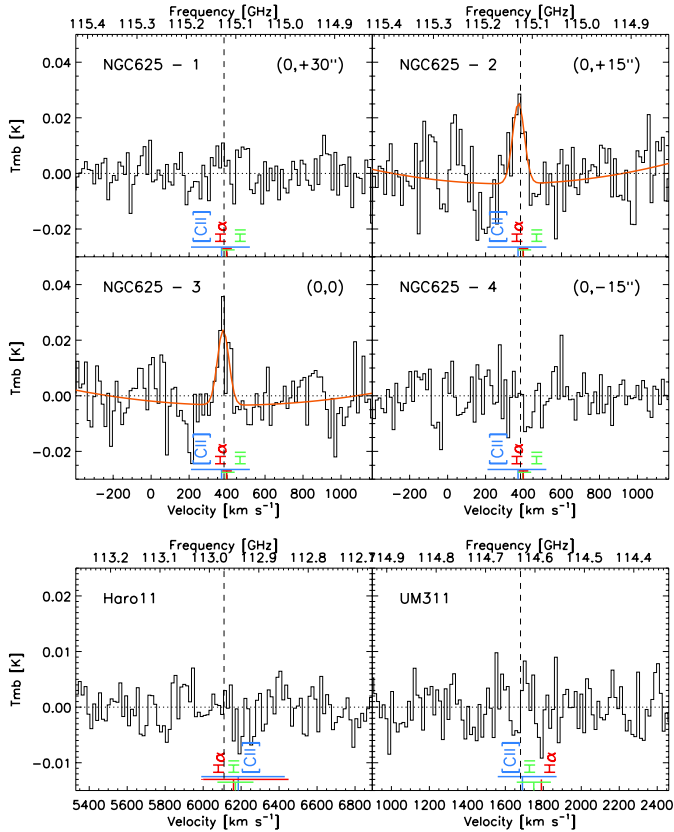 Frequency [GHz] Frequency [GHz]
115.4 115.3 115.2 115.1 115.0 114.9 115.4 115.3 115.2 115.1 115.0 114.9
NGC625 - 1 (0,+30") NGC625 - 2 (0,+15")
0.04
0.02
0.00
-0.02
Tmb [K]
[CII] Hα HI [CII] Hα HI
NGC625 - 3 (0,0) NGC625 - 4 (0,-15")
0.04
0.02
0.00
-0.02
Tmb [K]
[CII] Hα HI [CII] Hα HI
-200 0 200 400 600 800 1000 -200 0 200 400 600 800 1000
Velocity [km s⁻¹] Velocity [km s⁻¹]
Frequency [GHz] Frequency [GHz]
113.2 113.1 113.0 112.9 112.8 112.7 114.9 114.8 114.7 114.6 114.5 114.4
Haro11 UM311
0.02
0.01
0.00
-0.01
Tmb [K]
Hα HI [CII] [CII] HI Hα
5400 5600 5800 6000 6200 6400 6600 6800 1000 1200 1400 1600 1800 2000 2200 2400
Velocity [km s⁻¹] Velocity [km s⁻¹]